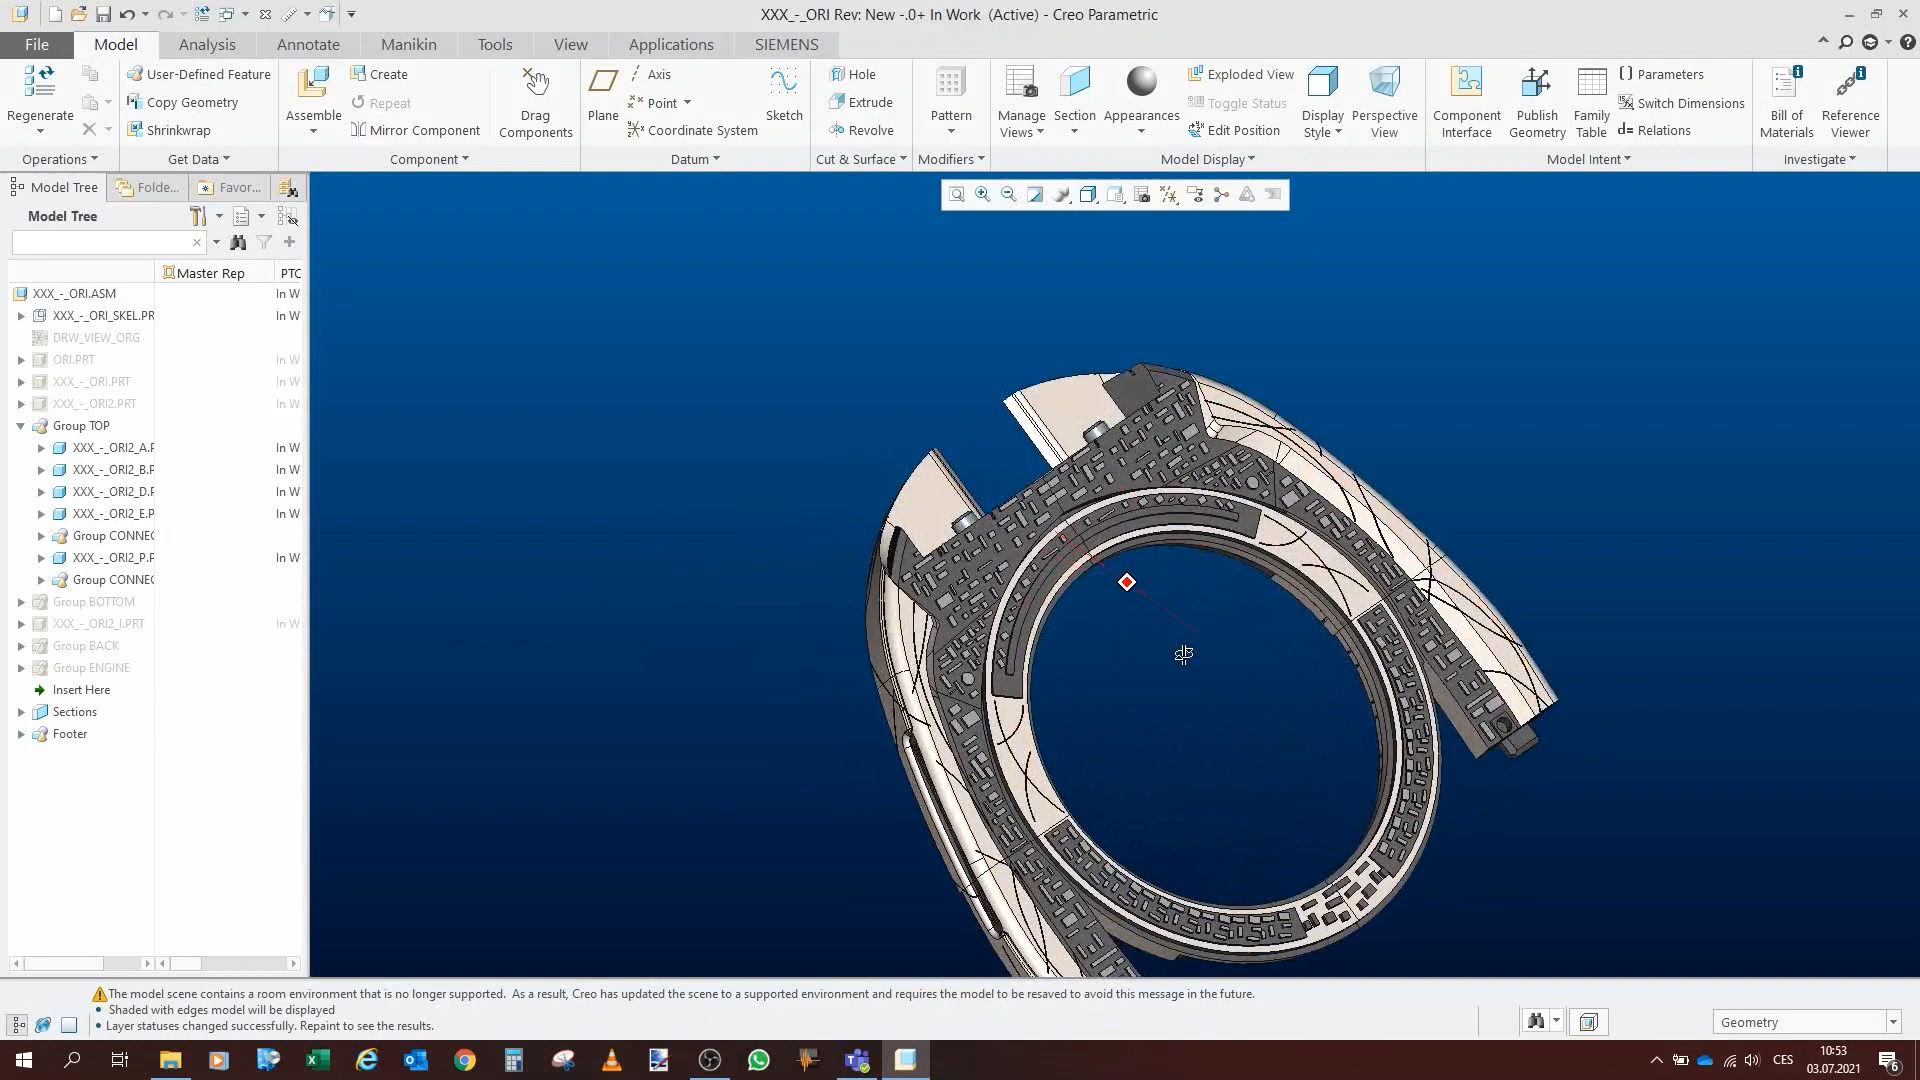 XXX_-_ORI Rev: New -.0+ In Work (Active) - Creo Parametric
File Model Analysis Annotate Manikin Tools View Applications SIEMENS
Regenerate
User-Defined Feature
Copy Geometry
Shrinkwrap
Assemble
Create
Repeat
Mirror Component
Drag Components
Plane
Axis
Point
Coordinate System
Sketch
Hole
Extrude
Revolve
Pattern
Manage Views
Section
Appearances
Exploded View
Toggle Status
Edit Position
Display Style
Perspective View
Component Interface
Publish Geometry
Family Table
Parameters
Switch Dimensions
Relations
Bill of Materials
Reference Viewer
Operations Get Data Component Datum Cut & Surface Modifiers Model Display Model Intent Investigate
Model Tree Folde... Favor...
Model Tree
Master Rep PTC
XXX_-_ORI.ASM In W
XXX_-_ORI_SKEL.PR In W
DRW_VIEW_ORG
ORI.PRT In W
XXX_-_ORI.PRT In W
XXX_-_ORI2.PRT In W
Group TOP
XXX_-_ORI2_A.P In W
XXX_-_ORI2_B.P In W
XXX_-_ORI2_D.P In W
XXX_-_ORI2_E.P In W
Group CONNEC
XXX_-_ORI2_P.P In W
Group CONNEC
Group BOTTOM
XXX_-_ORI2_I.PRT In W
Group BACK
Group ENGINE
Insert Here
Sections
Footer
The model scene contains a room environment that is no longer supported. As a result, Creo has updated the scene to a supported environment and requires the model to be resaved to avoid this message in the future.
• Shaded with edges model will be displayed
• Layer statuses changed successfully. Repaint to see the results.
Geometry
CES
10:53
03.07.2021
6